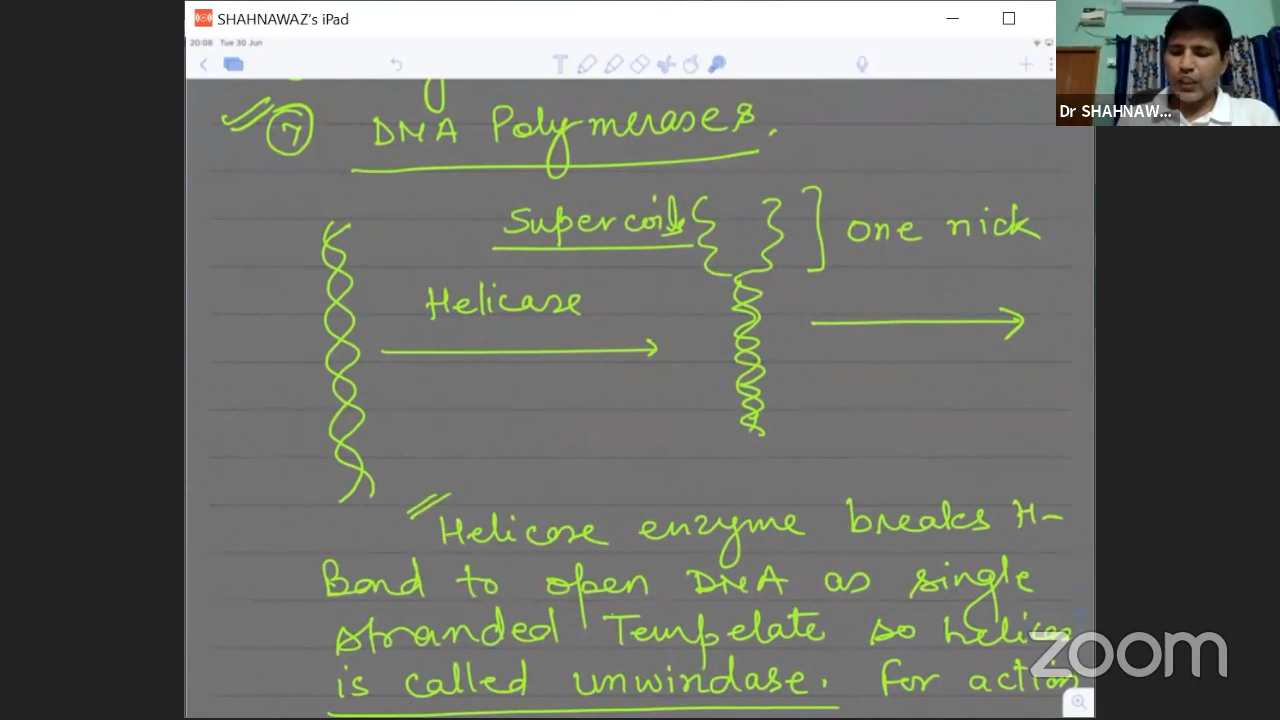 SHAHNAWAZ's iPad
20:08 Tue 30 Jun
Dr SHAHNAW...
7 DNA Polymerases.
Supercoils
one nick
Helicase
Helicase enzyme breaks H-
Bond to open DNA as single
stranded Tempelate so helicase
is called unwindase. For action
zoom